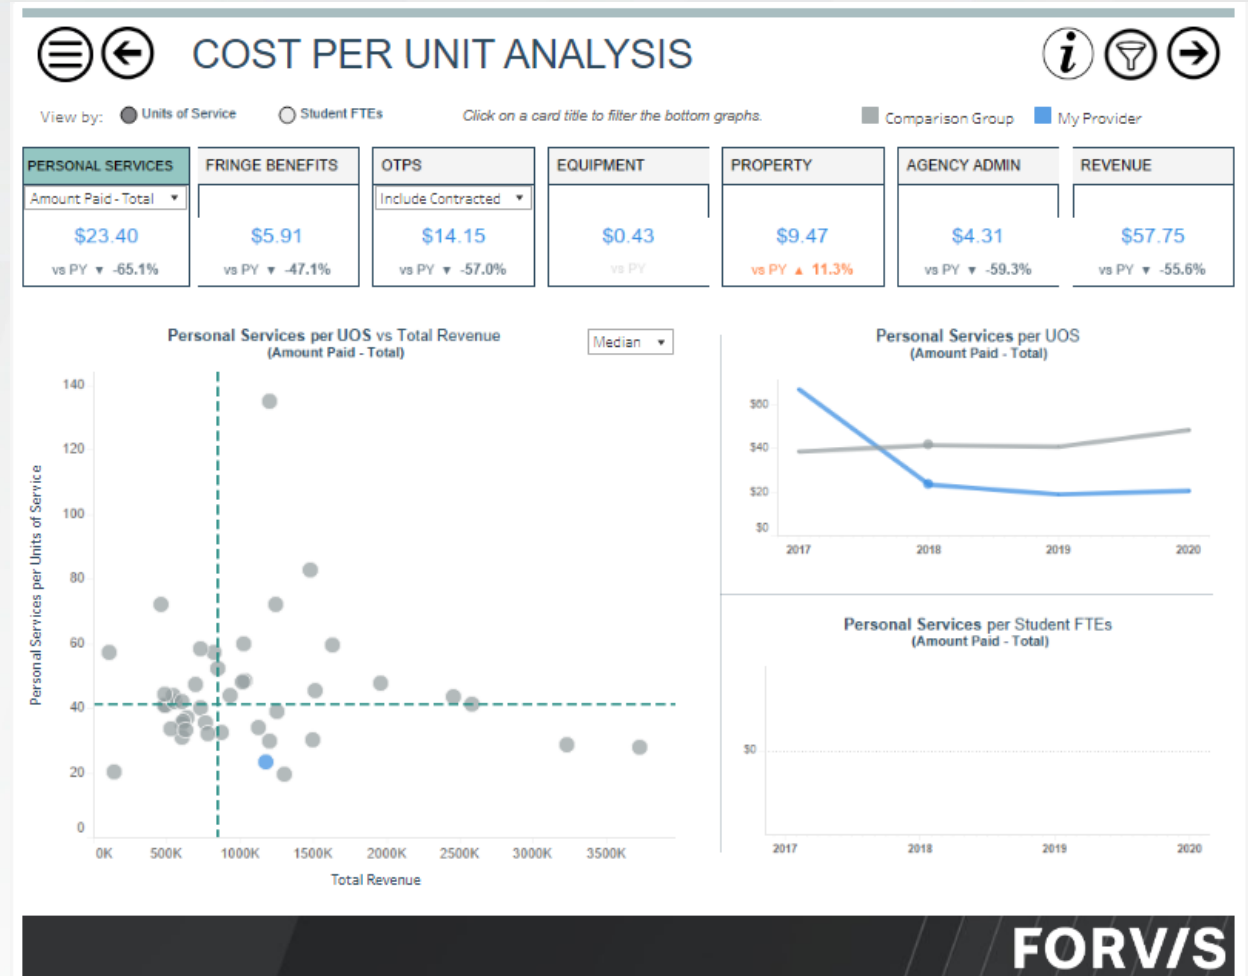 COST PER UNIT ANALYSIS
View by: Units of Service Student FTEs Click on a card title to filter the bottom graphs. Comparison Group My Provider
PERSONAL SERVICES FRINGE BENEFITS OTPS EQUIPMENT PROPERTY AGENCY ADMIN REVENUE
Amount Paid - Total Include Contracted
$23.40 $5.91 $14.15 $0.43 $9.47 $4.31 $57.75
vs PY ▼ -65.1% vs PY ▼ -47.1% vs PY ▼ -57.0% vs PY vs PY ▲ 11.3% vs PY ▼ -59.3% vs PY ▼ -55.6%
Personal Services per UOS vs Total Revenue
(Amount Paid - Total)
Median
140
120
100
80
60
40
20
0
Personal Services per Units of Service
0K 500K 1000K 1500K 2000K 2500K 3000K 3500K
Total Revenue
Personal Services per UOS
(Amount Paid - Total)
$60
$40
$20
$0
2017 2018 2019 2020
Personal Services per Student FTEs
(Amount Paid - Total)
$0
2017 2018 2019 2020
FORVIS